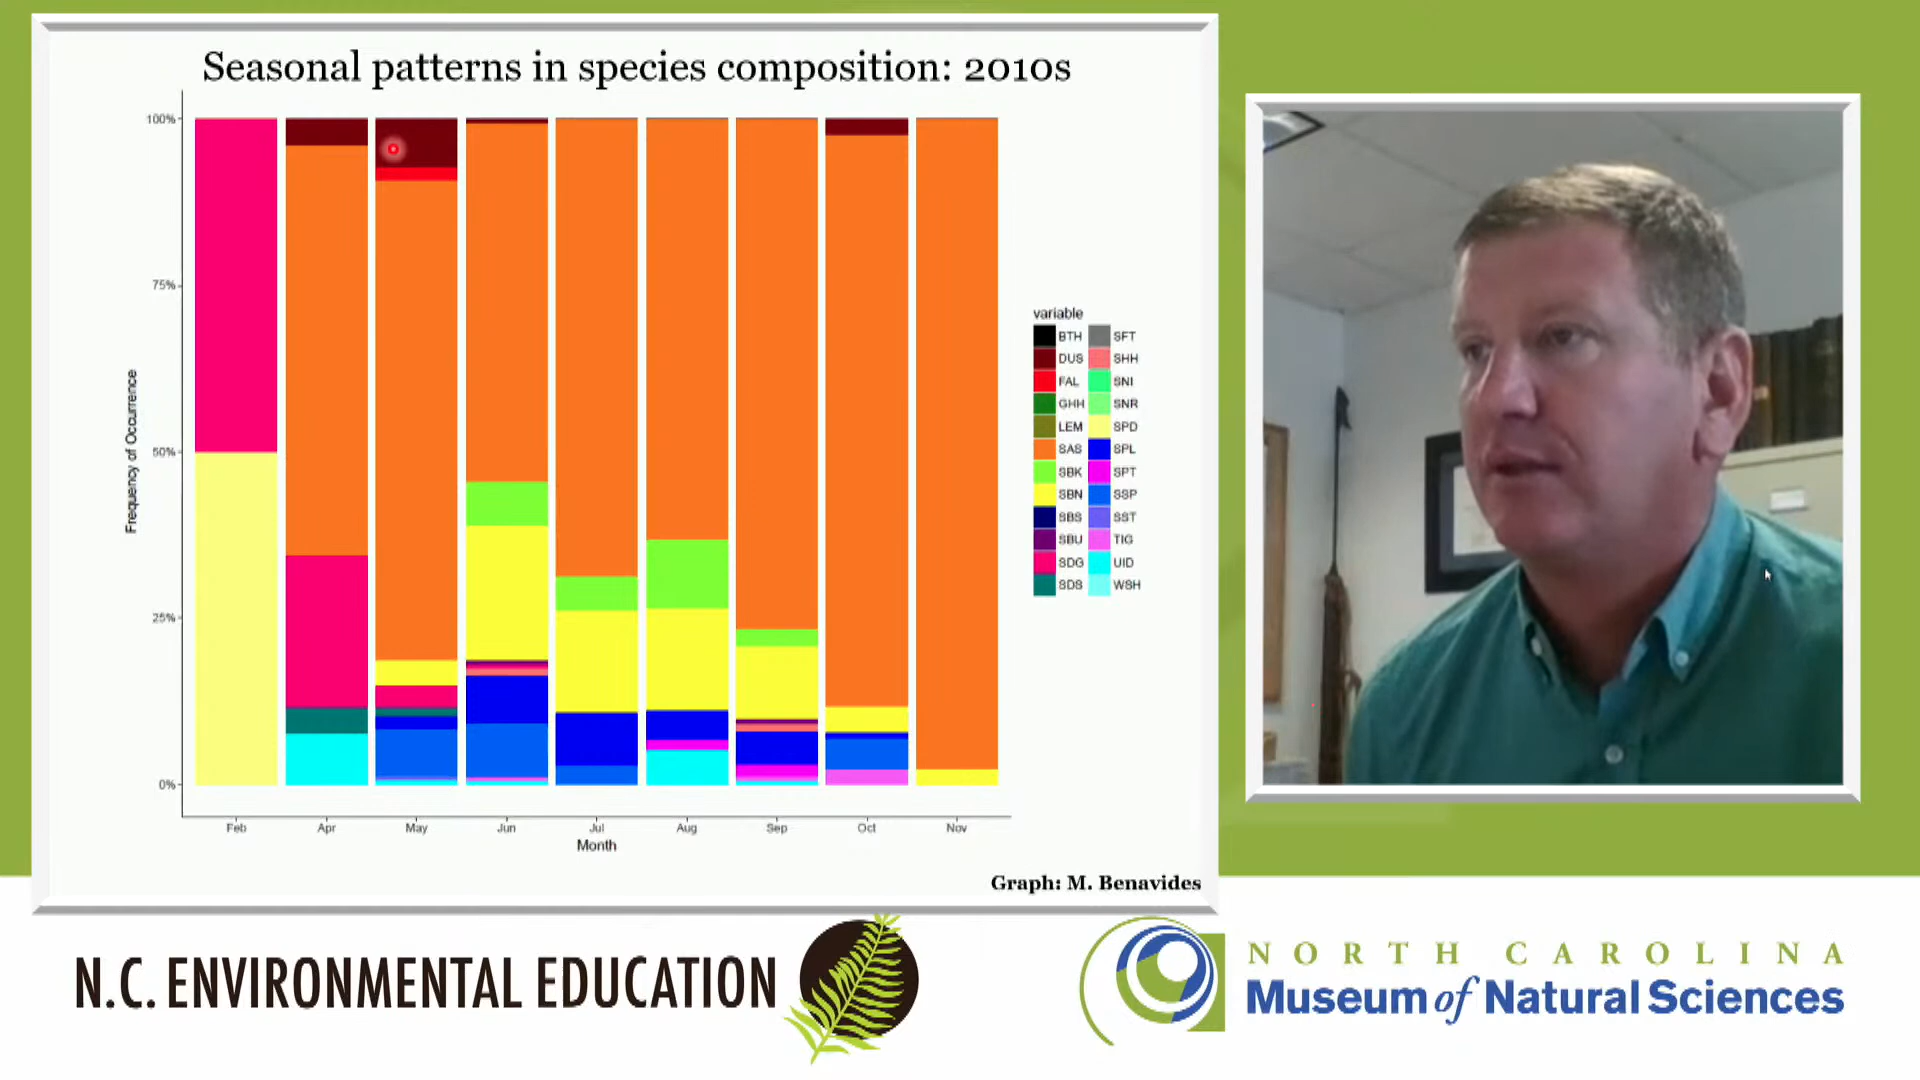 Seasonal patterns in species composition: 2010s
100%
75%
50%
25%
0%
Frequency of Occurrence
Feb Apr May Jun Jul Aug Sep Oct Nov
Month
variable
BTH SFT
DUS SHH
FAL SNI
GHH SNR
LEM SPD
SAS SPL
SBK SPT
SBN SSP
SBS SST
SBU TIG
SDG UID
SDS WSH
Graph: M. Benavides
N.C. ENVIRONMENTAL EDUCATION
NORTH CAROLINA
Museum of Natural Sciences